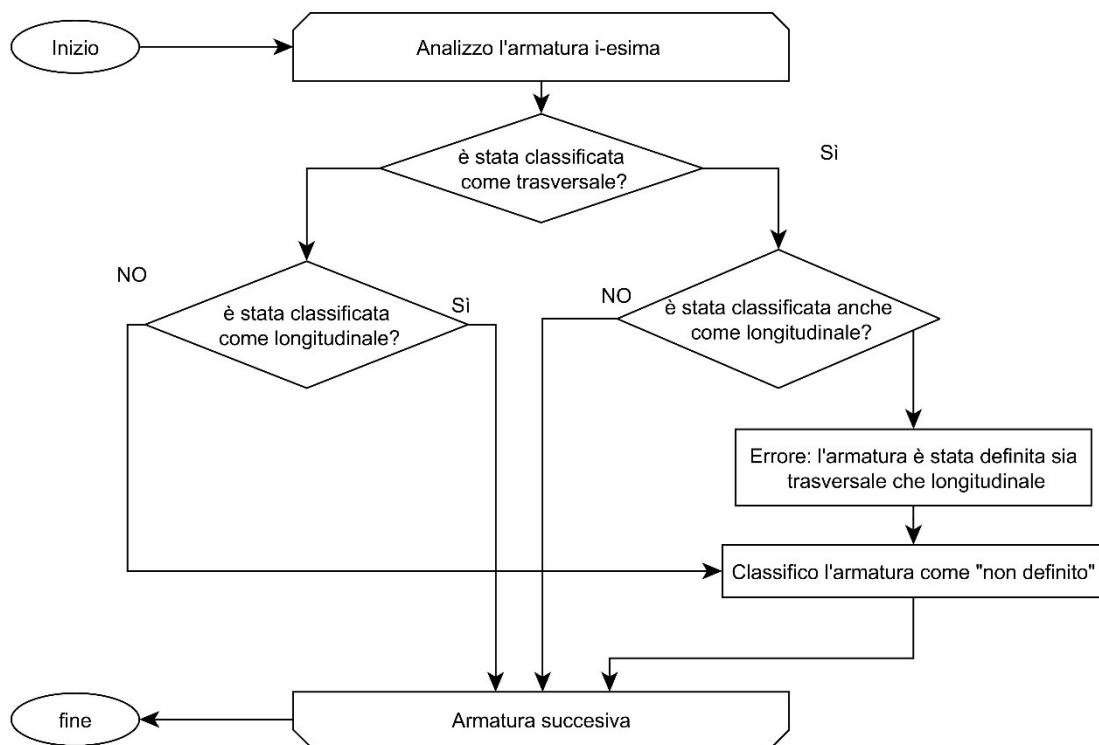 Inizio
Analizzo l'armatura i-esima
è stata classificata
come trasversale?
Sì
NO
è stata classificata
come longitudinale?
Sì
NO
è stata classificata anche
come longitudinale?
Errore: l'armatura è stata definita sia
trasversale che longitudinale
Classifico l'armatura come "non definito"
fine
Armatura succesiva